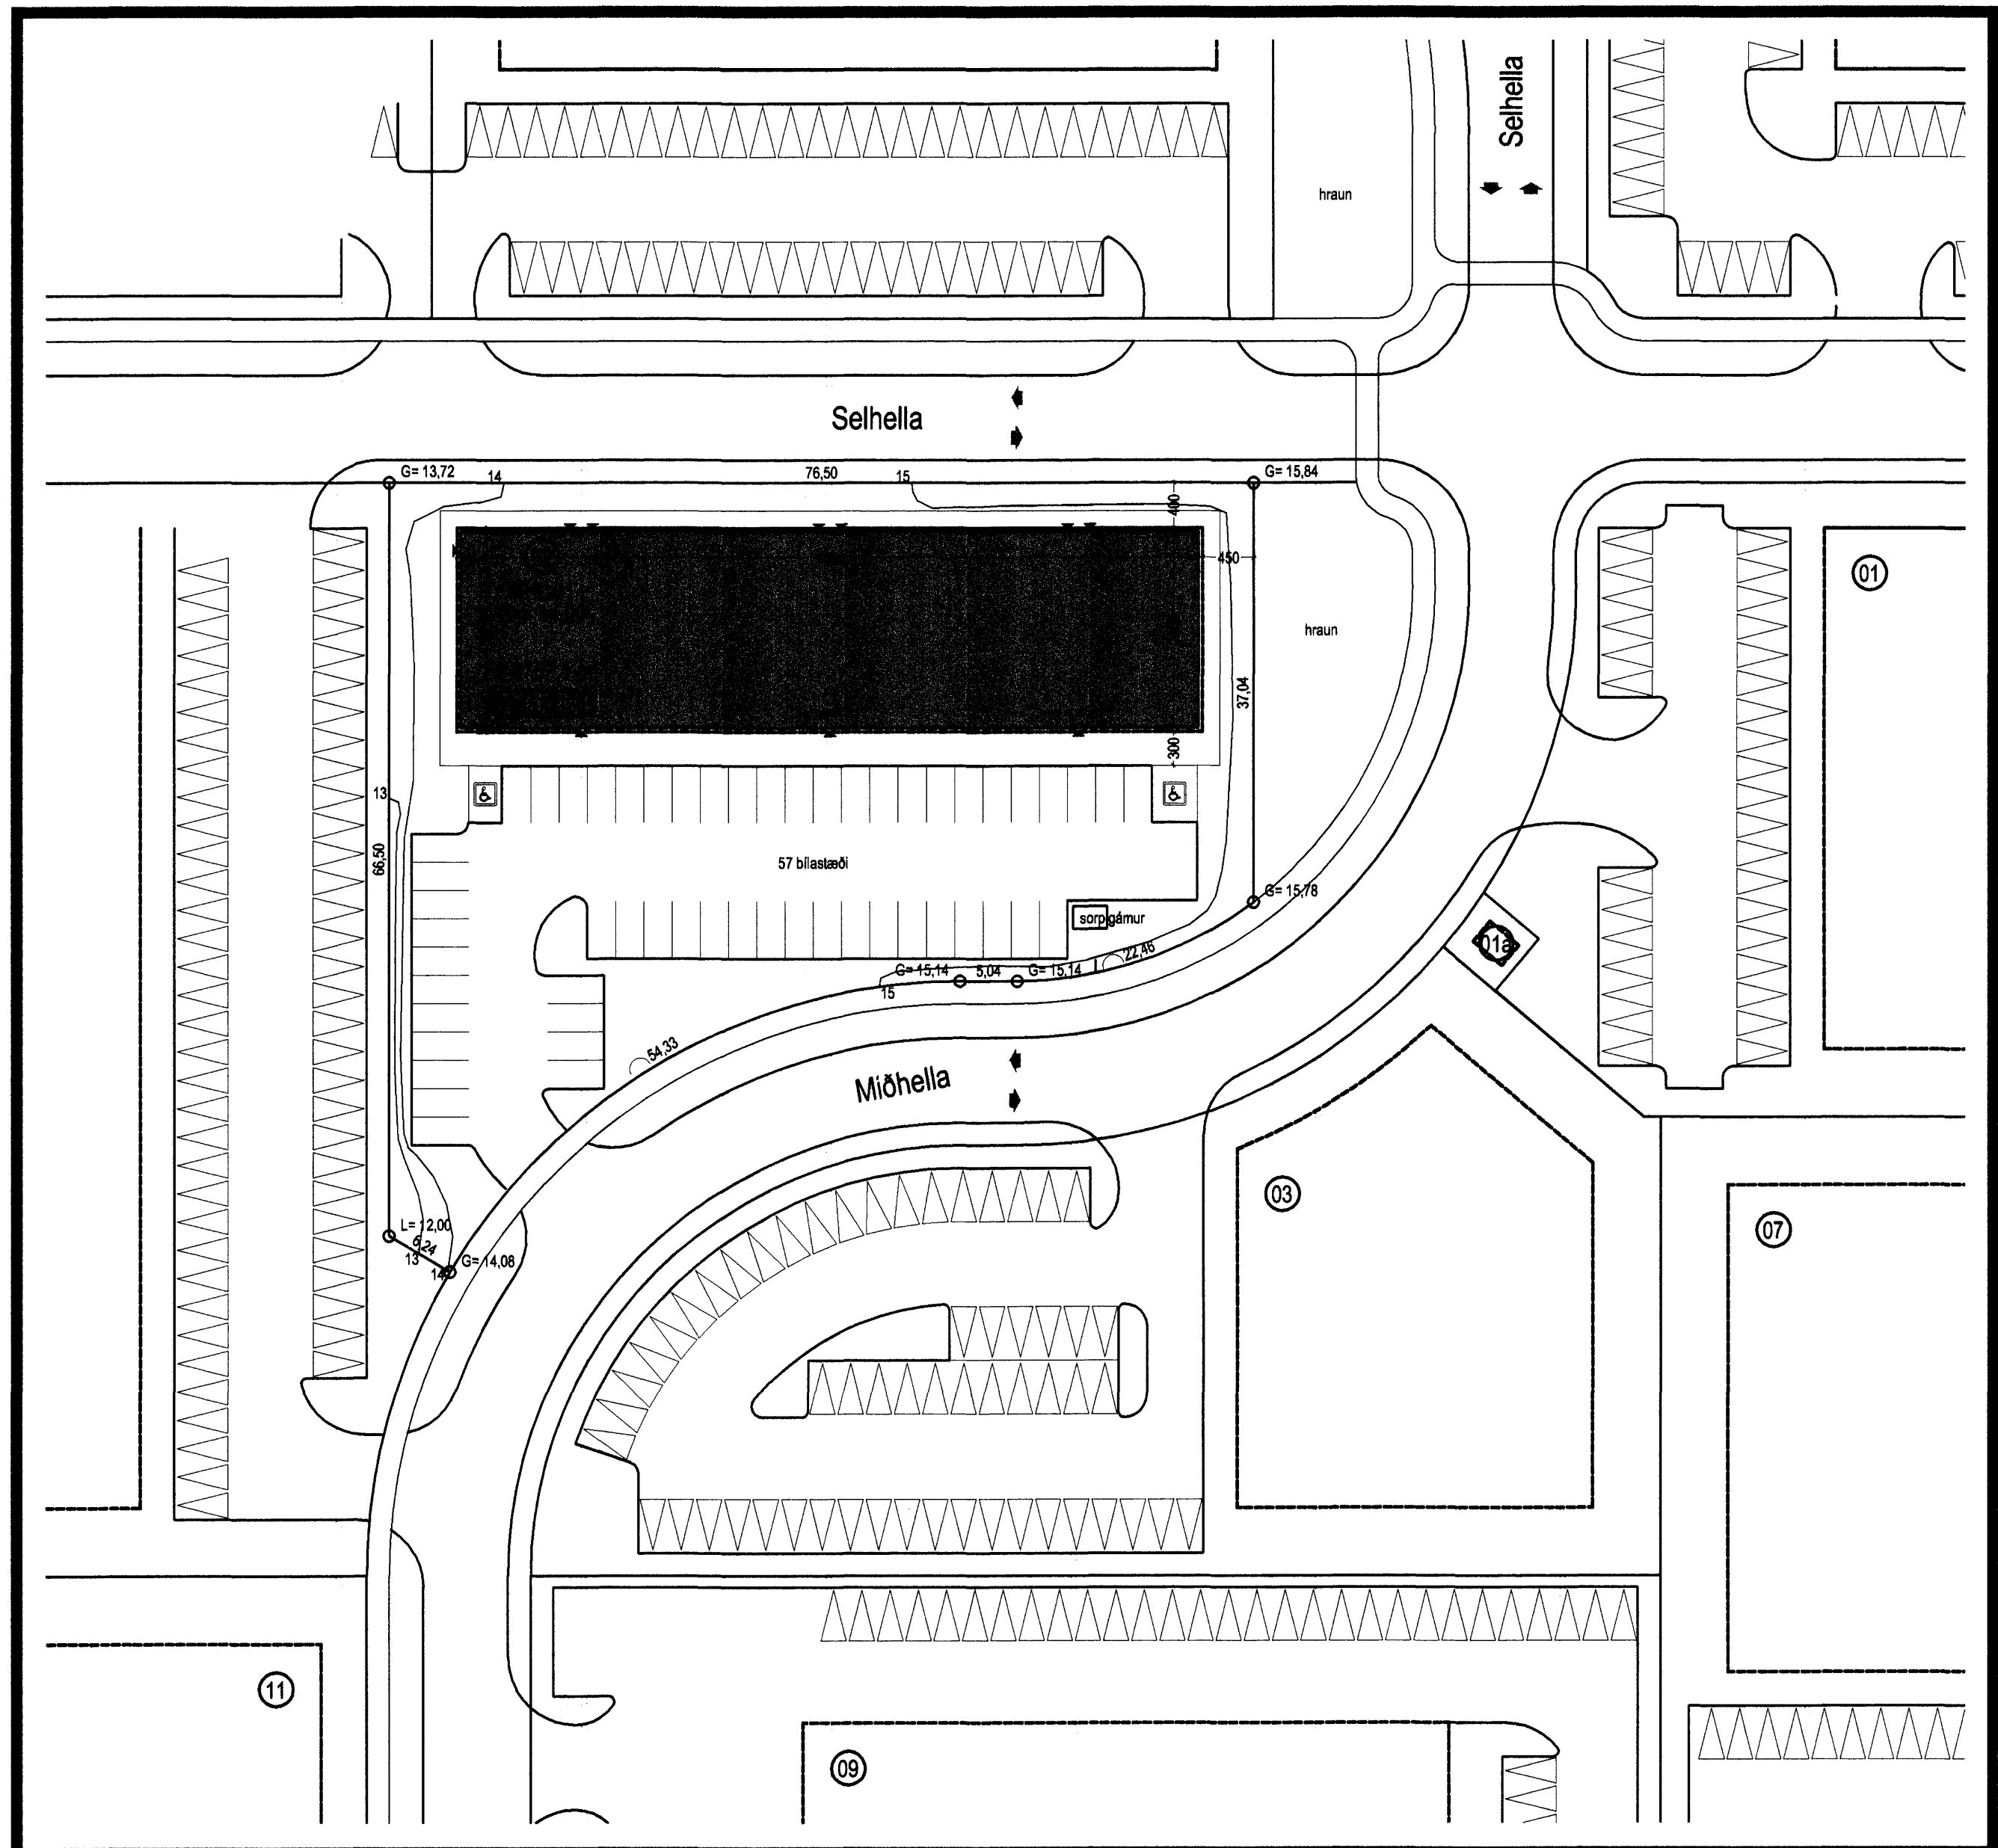 Selhella
hraun
Selhella
G= 13,72
14
76,50
15
G= 15,84
400
450
01
hraun
37,04
300
13
66,50
57 bílastæði
G= 15,78
sorpgámur
01a
22,46
G= 15,14
5,04
G= 15,14
15
54,33
Miðhella
03
07
L= 12,00
6,24
13
14
G= 14,08
11
09